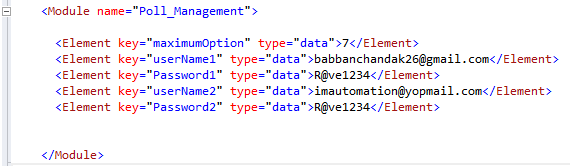 <Module name="Poll_Management">
<Element key="maximumOption" type="data">7</Element>
<Element key="userName1" type="data">babbanchandak26@gmail.com</Element>
<Element key="Password1" type="data">R@ve1234</Element>
<Element key="userName2" type="data">imautomation@yopmail.com</Element>
<Element key="Password2" type="data">R@ve1234</Element>
</Module>